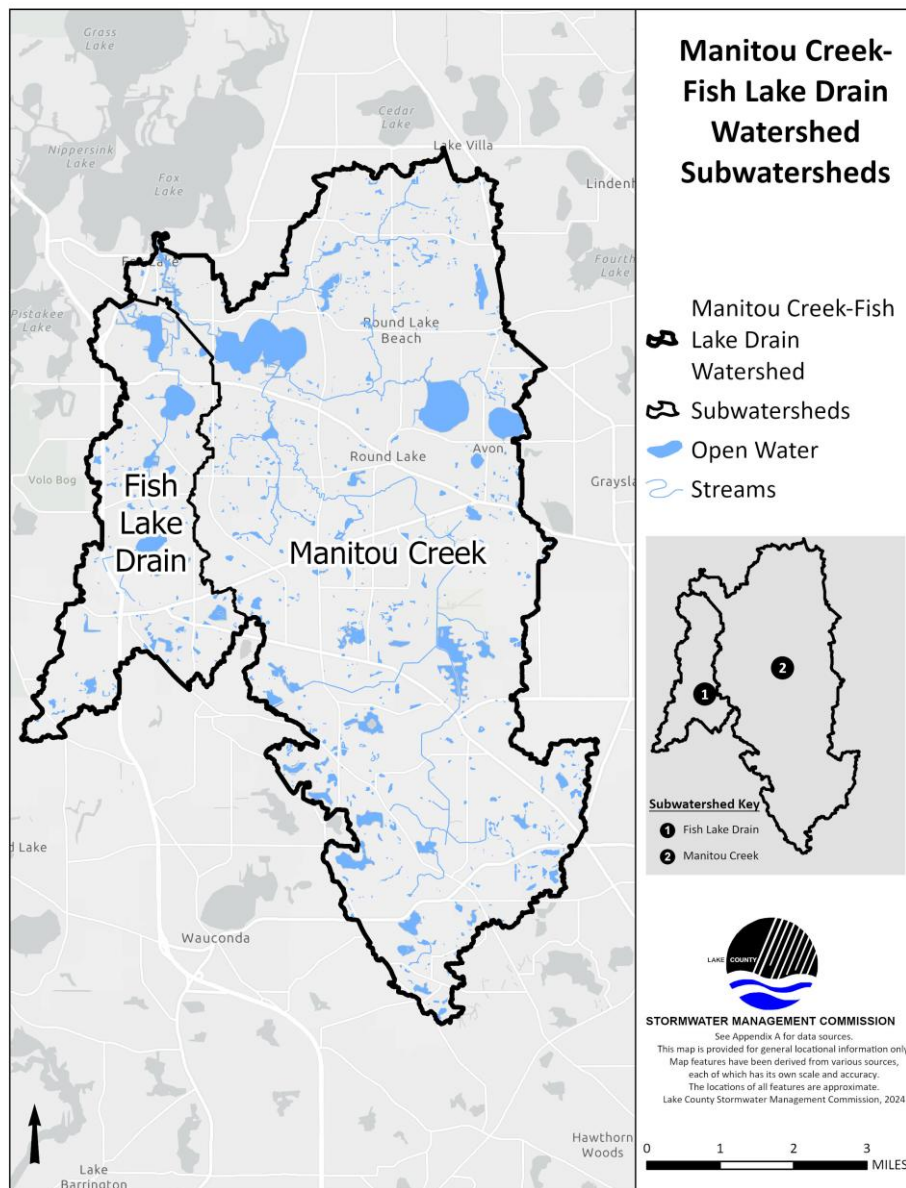 Manitou Creek-
Fish Lake Drain
Watershed
Subwatersheds
Manitou Creek-Fish
Lake Drain
Watershed
Subwatersheds
Open Water
Streams
Grass
Lake
Nippersink
Lake
Fox
Lake
Cedar
Lake
Lake Villa
Fourth
Lake
Pistakee
Lake
Round Lake
Beach
Volo Bog
Round Lake
Avon
Fish
Lake
Drain
Manitou Creek
Wauconda
Hawthorn
Woods
Lake
Barrington
1
2
Subwatershed Key
1 Fish Lake Drain
2 Manitou Creek
LAKE COUNTY
STORMWATER MANAGEMENT COMMISSION
See Appendix A for data sources.
This map is provided for general locational information only
Map features have been derived from various sources,
each of which has its own scale and accuracy.
The locations of all features are approximate.
Lake County Stormwater Management Commission, 2024
0 1 2 3
MILES